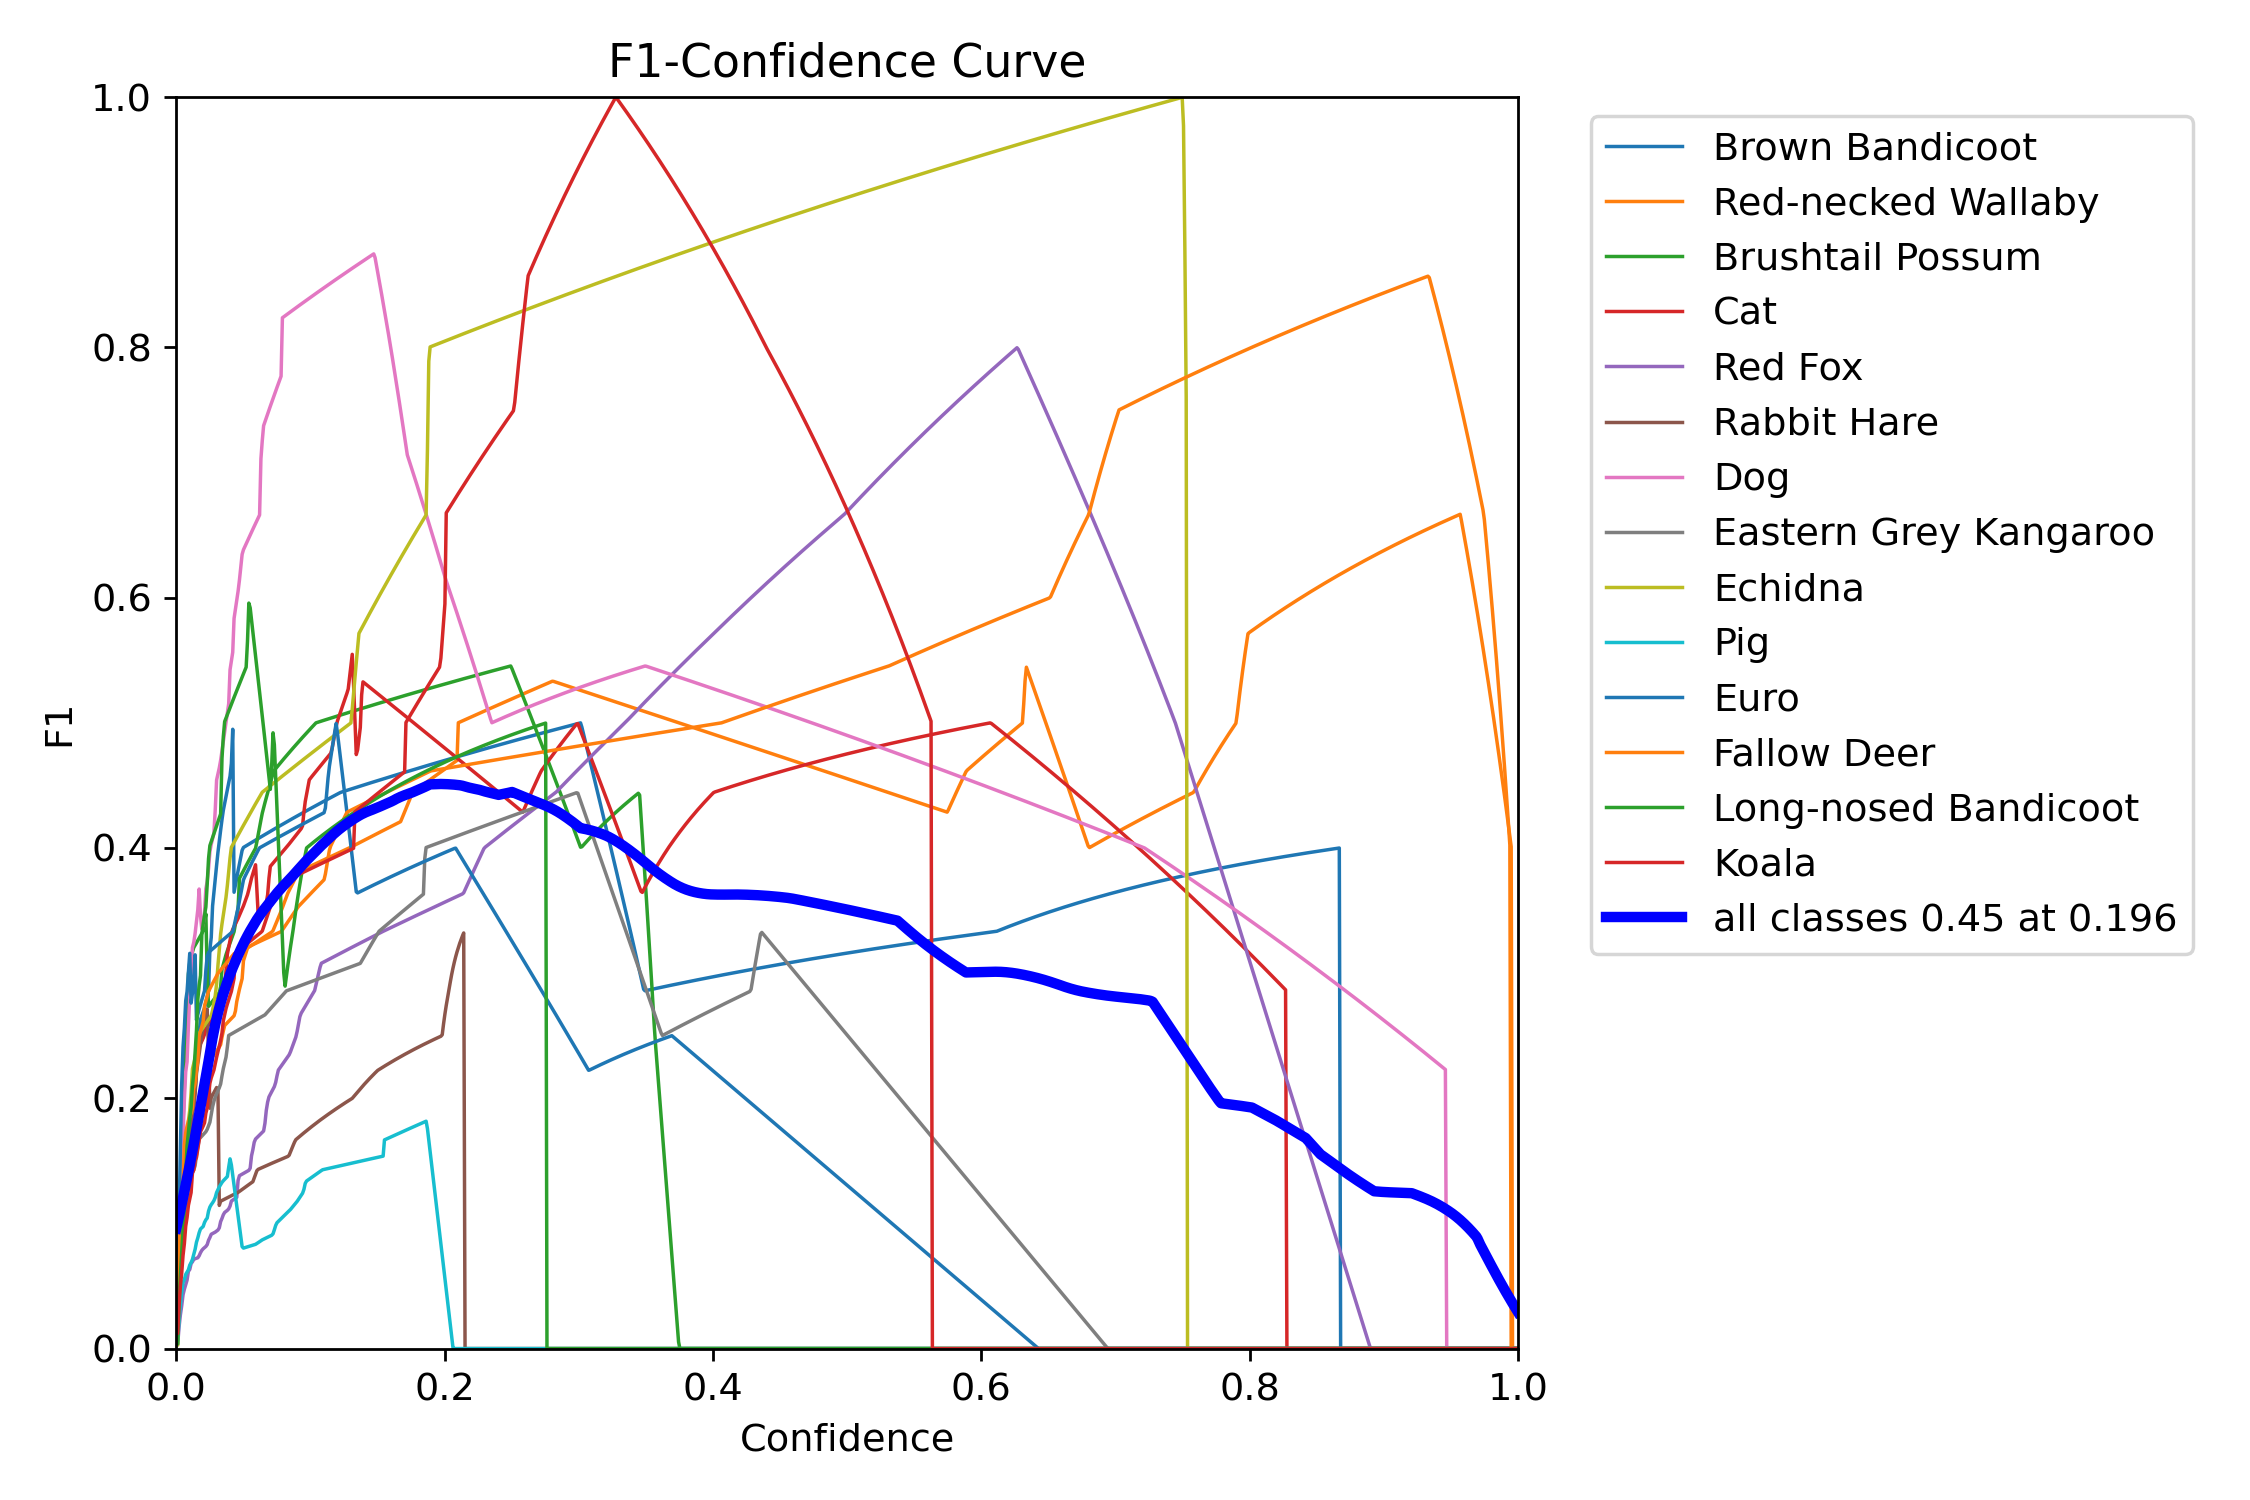 F1-Confidence Curve
1.0
0.8
0.6
0.4
0.2
0.0
F1
0.0 0.2 0.4 0.6 0.8 1.0
Confidence
Brown Bandicoot
Red-necked Wallaby
Brushtail Possum
Cat
Red Fox
Rabbit Hare
Dog
Eastern Grey Kangaroo
Echidna
Pig
Euro
Fallow Deer
Long-nosed Bandicoot
Koala
all classes 0.45 at 0.196